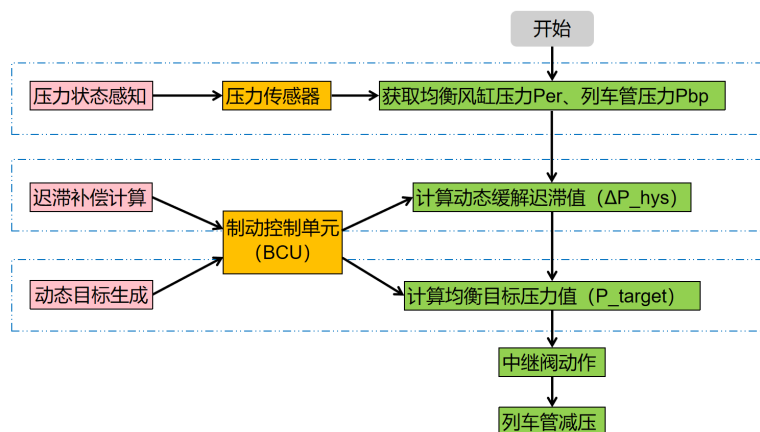 开始
压力状态感知
压力传感器
获取均衡风缸压力Per、列车管压力Pbp
迟滞补偿计算
制动控制单元
（BCU）
计算动态缓解迟滞值（ΔP_hys）
动态目标生成
计算均衡目标压力值（P_target）
中继阀动作
列车管减压